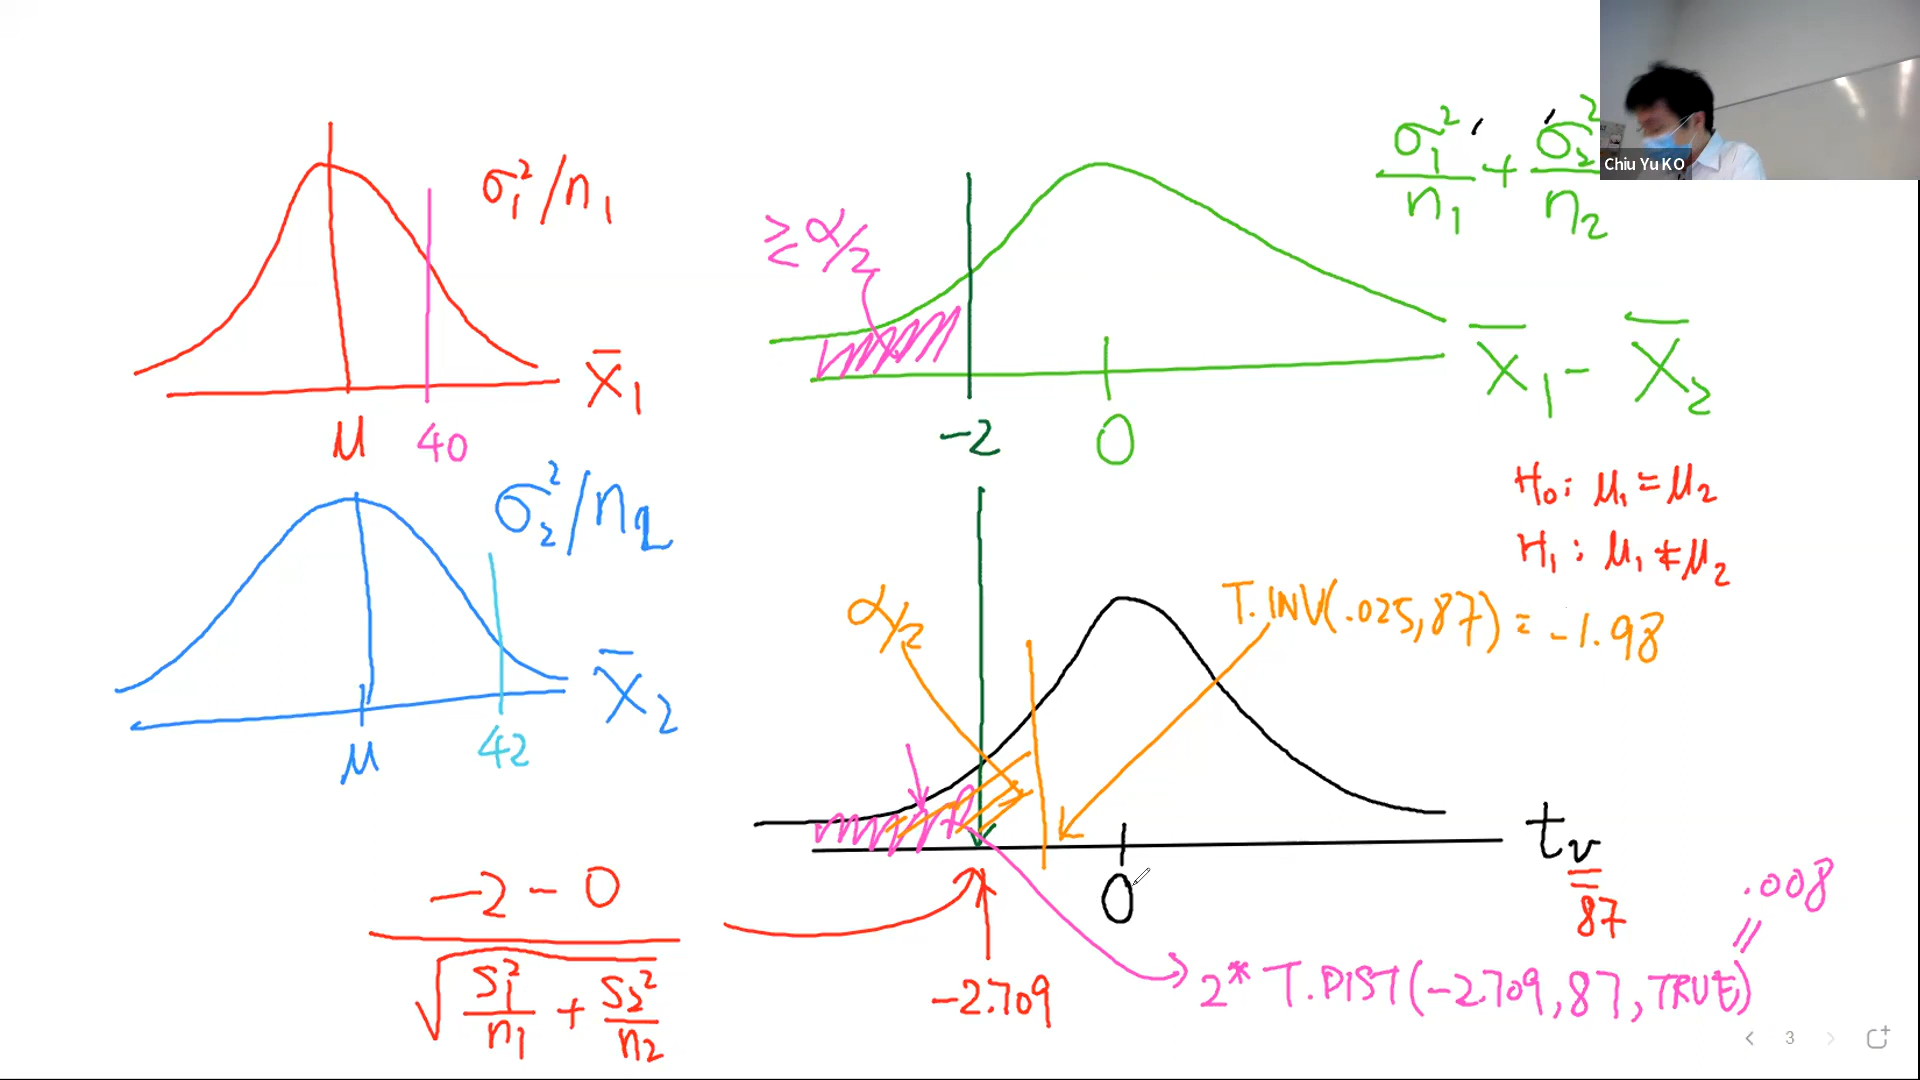 σ₁²/n₁
X̄₁
μ
40
σ₂²/n₂
X̄₂
μ
42
σ₁²/n₁ + σ₂²/n₂
Chiu Yu KO
≥ α/2
≤
X̄₁ - X̄₂
-2
0
H₀: μ₁ = μ₂
H₁: μ₁ ≠ μ₂
α/2
T.INV(.025,87) = -1.98
t_v
87
0
-2 - 0
√(S₁²/n₁ + S₂²/n₂)
-2.709
.008
2* T.DIST(-2.709,87,TRUE)
3